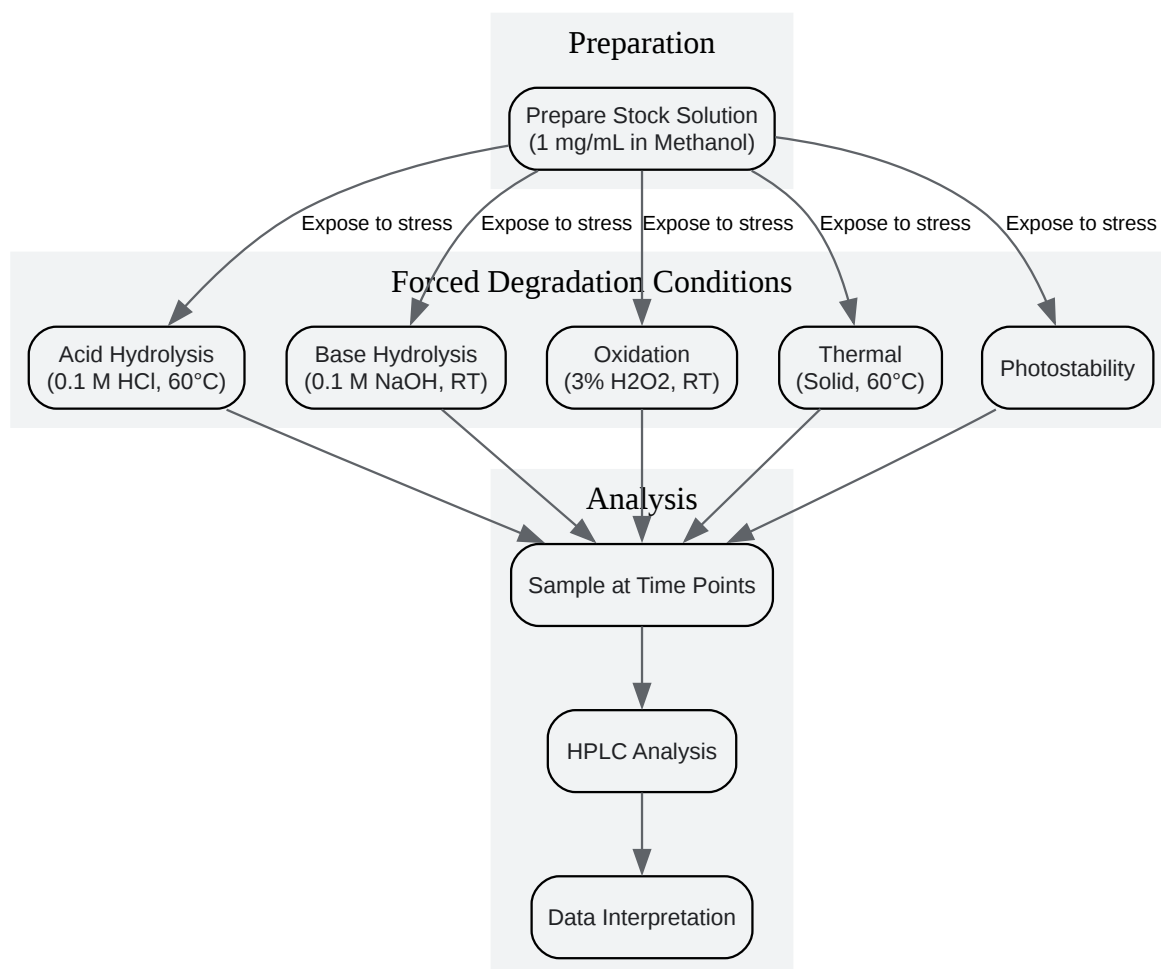 Preparation
Prepare Stock Solution
(1 mg/mL in Methanol)
Expose to stress
Expose to stress
Expose to stress
Expose to stress
Expose to stress
Forced Degradation Conditions
Acid Hydrolysis
(0.1 M HCl, 60°C)
Base Hydrolysis
(0.1 M NaOH, RT)
Oxidation
(3% H2O2, RT)
Thermal
(Solid, 60°C)
Photostability
Analysis
Sample at Time Points
HPLC Analysis
Data Interpretation